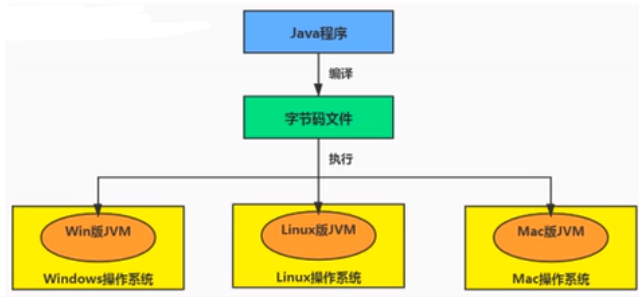 Java程序
编译
字节码文件
执行
Win版JVM
Linux版JVM
Mac版JVM
Windows操作系统
Linux操作系统
Mac操作系统